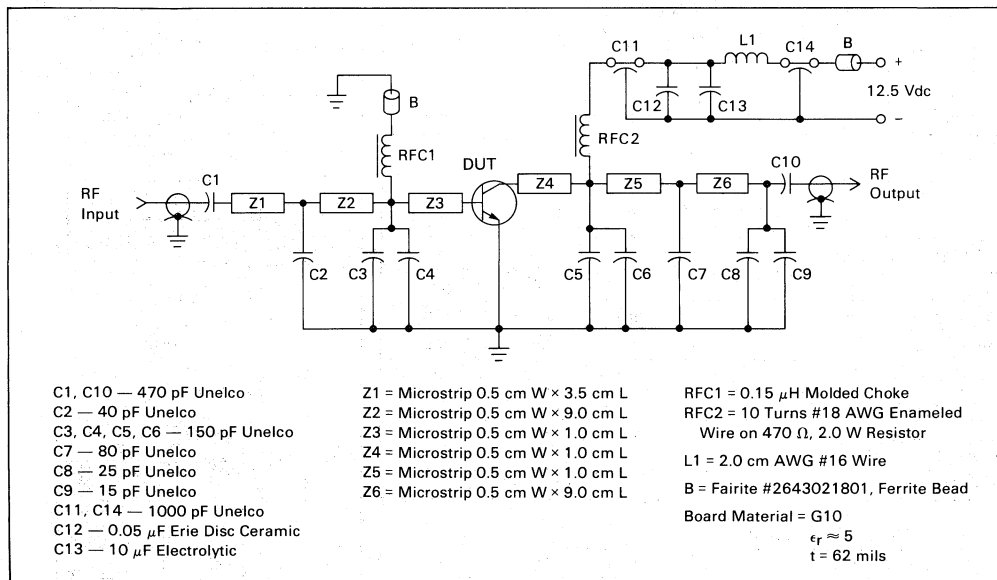 C11
L1
C14
B
+
12.5 Vdc
−
C12
C13
B
RFC1
RFC2
DUT
RF
Input
C1
Z1
Z2
Z3
Z4
Z5
Z6
C10
RF
Output
C2
C3
C4
C5
C6
C7
C8
C9
C1, C10 — 470 pF Unelco
C2 — 40 pF Unelco
C3, C4, C5, C6 — 150 pF Unelco
C7 — 80 pF Unelco
C8 — 25 pF Unelco
C9 — 15 pF Unelco
C11, C14 — 1000 pF Unelco
C12 — 0.05 μF Erie Disc Ceramic
C13 — 10 μF Electrolytic
Z1 = Microstrip 0.5 cm W × 3.5 cm L
Z2 = Microstrip 0.5 cm W × 9.0 cm L
Z3 = Microstrip 0.5 cm W × 1.0 cm L
Z4 = Microstrip 0.5 cm W × 1.0 cm L
Z5 = Microstrip 0.5 cm W × 1.0 cm L
Z6 = Microstrip 0.5 cm W × 9.0 cm L
RFC1 = 0.15 μH Molded Choke
RFC2 = 10 Turns #18 AWG Enameled
Wire on 470 Ω, 2.0 W Resistor
L1 = 2.0 cm AWG #16 Wire
B = Fairite #2643021801, Ferrite Bead
Board Material = G10
εr ≈ 5
t = 62 mils